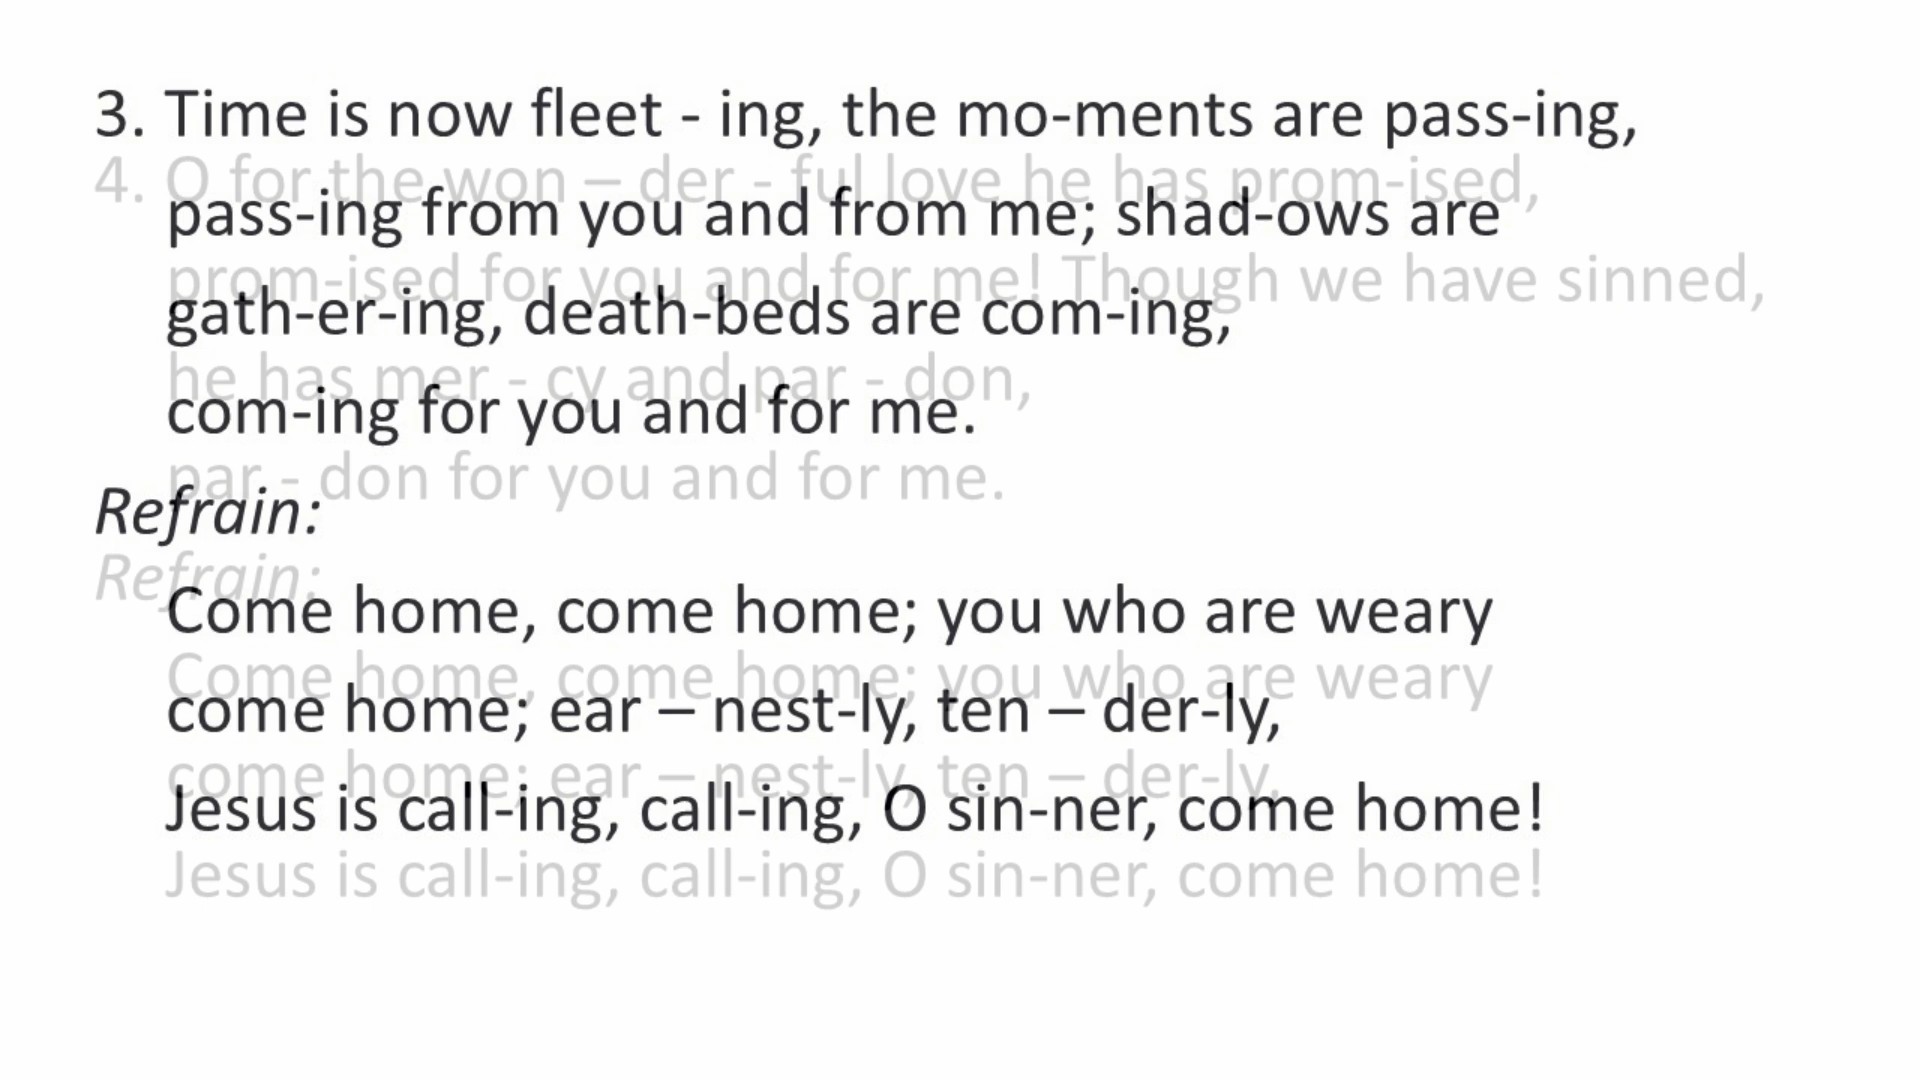 3. Time is now fleet - ing, the mo-ments are pass-ing,
pass-ing from you and from me; shad-ows are
gath-er-ing, death-beds are com-ing,
com-ing for you and for me.
Refrain:
Come home, come home; you who are weary
come home; ear – nest-ly, ten – der-ly,
Jesus is call-ing, call-ing, O sin-ner, come home!
4. O for the won – der - ful love he has prom-ised,
prom-ised for you and for me! Though we have sinned,
he has mer - cy and par - don,
par - don for you and for me.
Refrain:
Come home, come home; you who are weary
come home; ear – nest-ly, ten – der-ly,
Jesus is call-ing, call-ing, O sin-ner, come home!